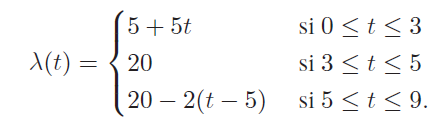 5 + 5t si 0 ≤ t ≤ 3
λ(t) = { 20 si 3 ≤ t ≤ 5
20 − 2(t − 5) si 5 ≤ t ≤ 9.